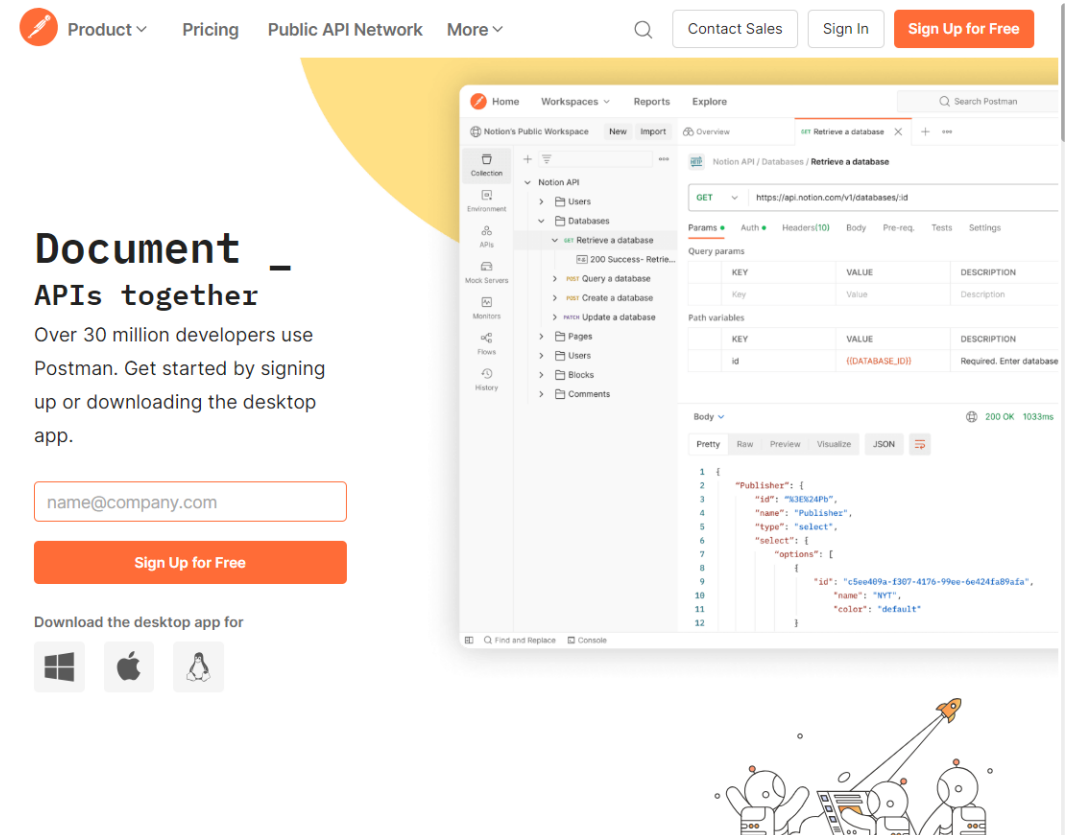 Product
Pricing
Public API Network
More
Contact Sales
Sign In
Sign Up for Free
Document _
APIs together
Over 30 million developers use
Postman. Get started by signing
up or downloading the desktop
app.
name@company.com
Sign Up for Free
Download the desktop app for
Home
Workspaces
Reports
Explore
Search Postman
Notion's Public Workspace
New
Import
Overview
GET Retrieve a database
Collection
Environment
APIs
Mock Servers
Monitors
Flows
History
Notion API
Users
Databases
GET Retrieve a database
200 Success- Retrie...
POST Query a database
POST Create a database
PATCH Update a database
Pages
Users
Blocks
Comments
Notion API / Databases / Retrieve a database
GET
https://api.notion.com/v1/databases/:id
Params
Auth
Headers(10)
Body
Pre-req.
Tests
Settings
Query params
KEY VALUE DESCRIPTION
Key Value Description
Path variables
KEY VALUE DESCRIPTION
id {{DATABASE_ID}} Required. Enter database
Body
200 OK 1033ms
Pretty
Raw
Preview
Visualize
JSON
1 {
2 "Publisher": {
3 "id": "%3E%24Pb",
4 "name": "Publisher",
5 "type": "select",
6 "select": {
7 "options": [
8 {
9 "id": "c5ee409a-f307-4176-99ee-6e424fa89afa",
10 "name": "NYT",
11 "color": "default"
12 }
Find and Replace
Console